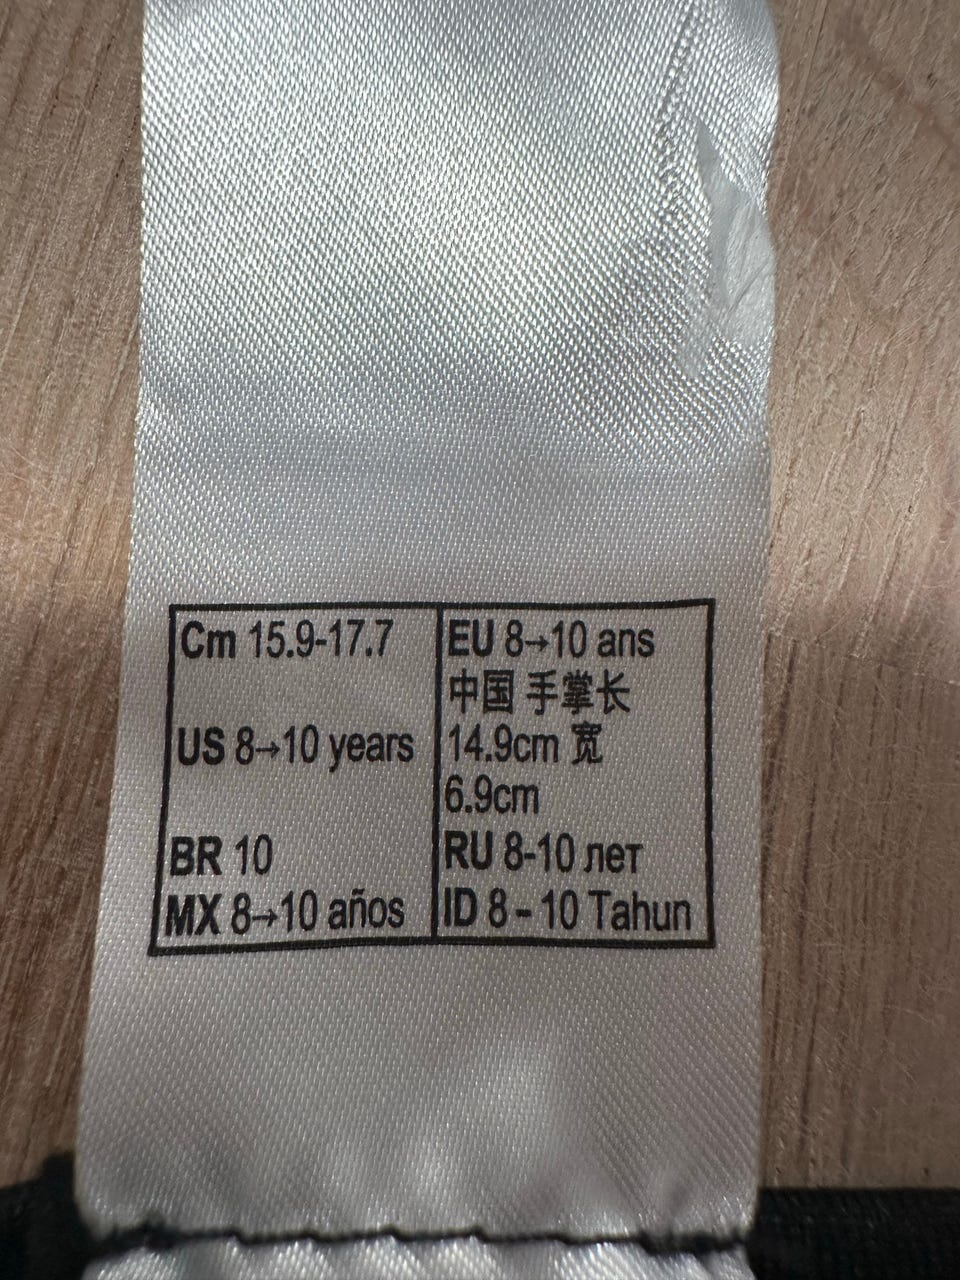 Cm 15.9-17.7
US 8→10 years
BR 10
MX 8→10 años
EU 8→10 ans
中国 手掌长
14.9cm 宽
6.9cm
RU 8-10 лет
ID 8 - 10 Tahun